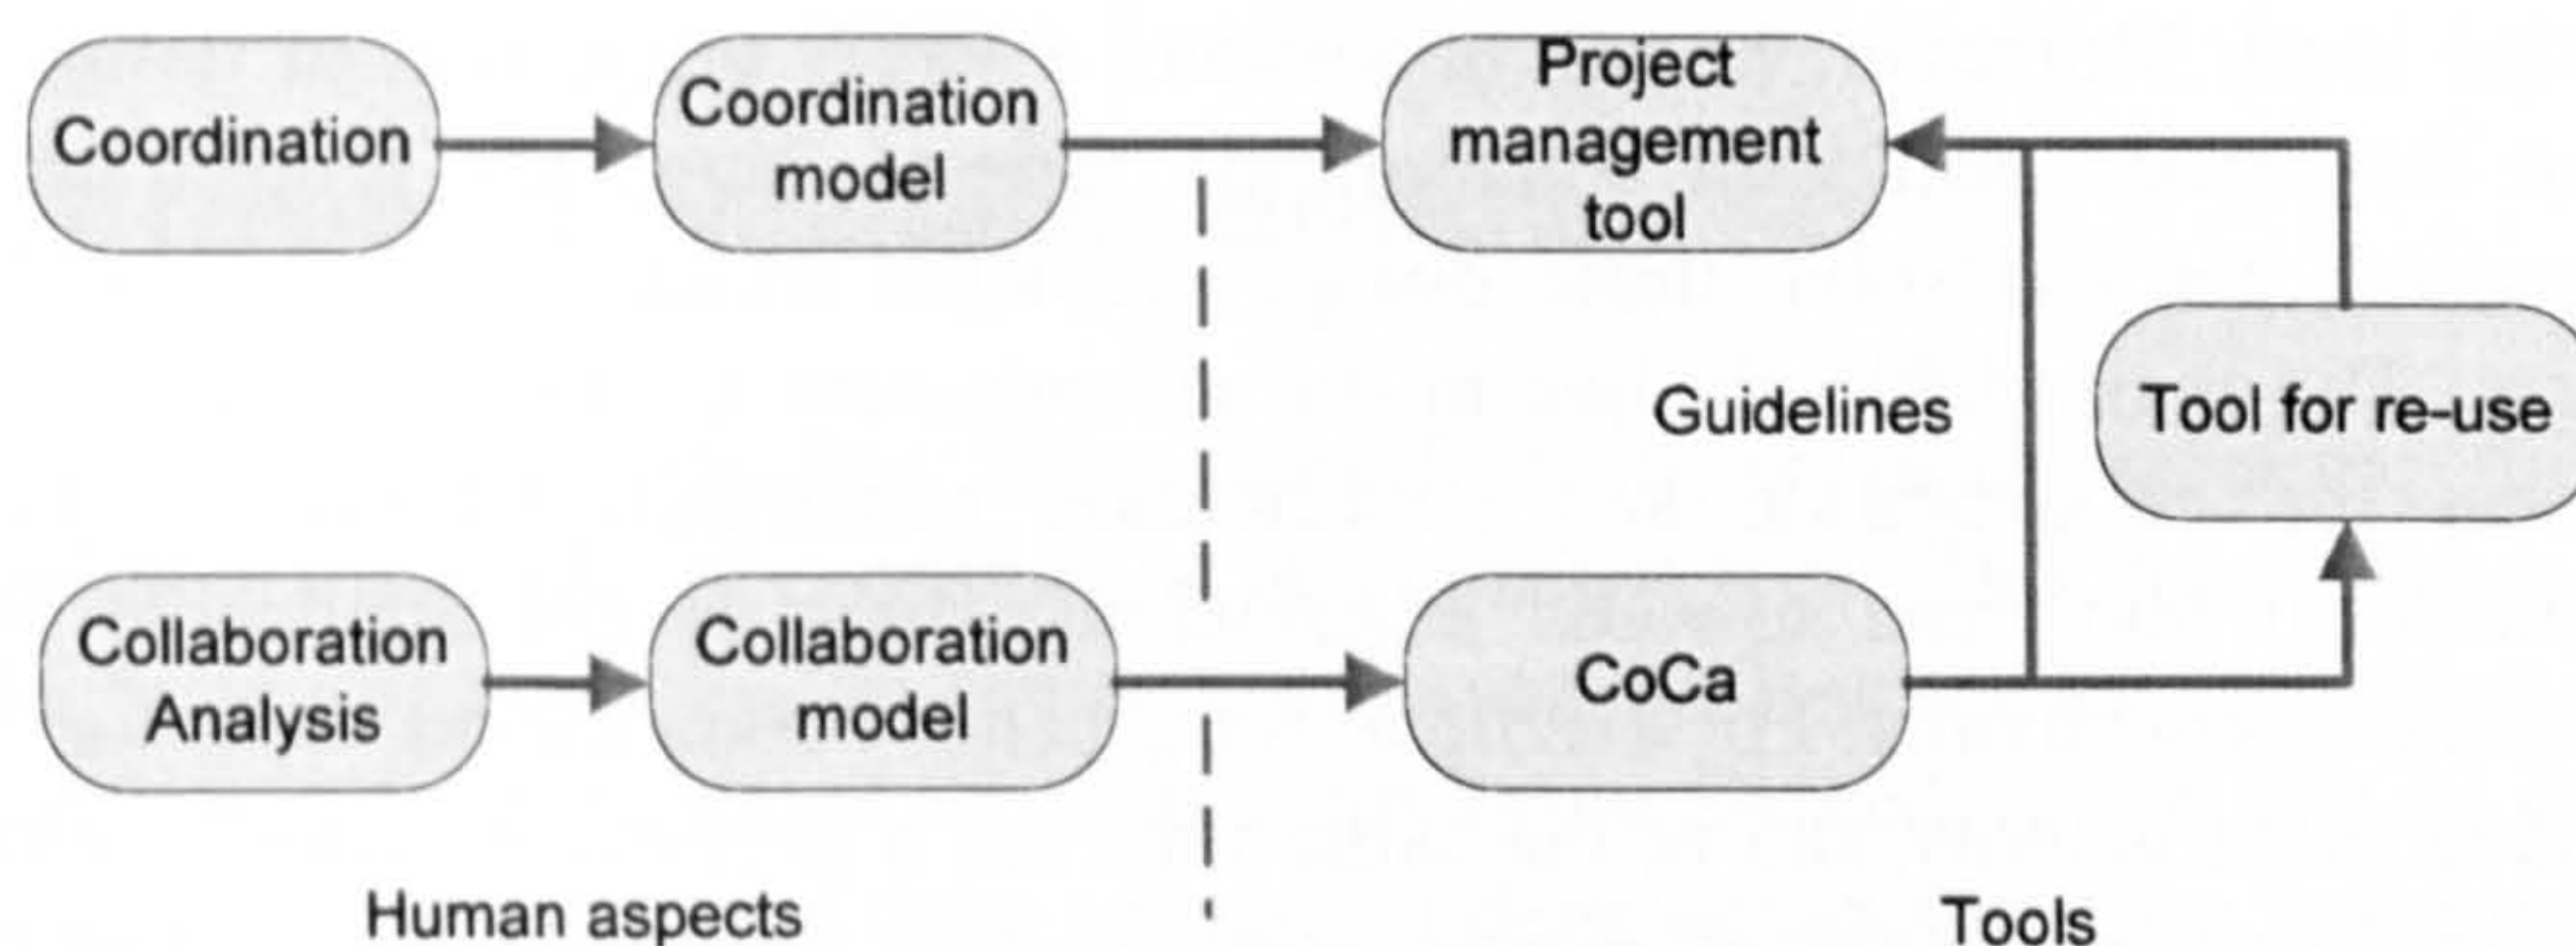 Coordination
Coordination
model
Project
management
tool
Guidelines
Tool for re-use
Collaboration
Analysis
Collaboration
model
CoCa
Human aspects
Tools